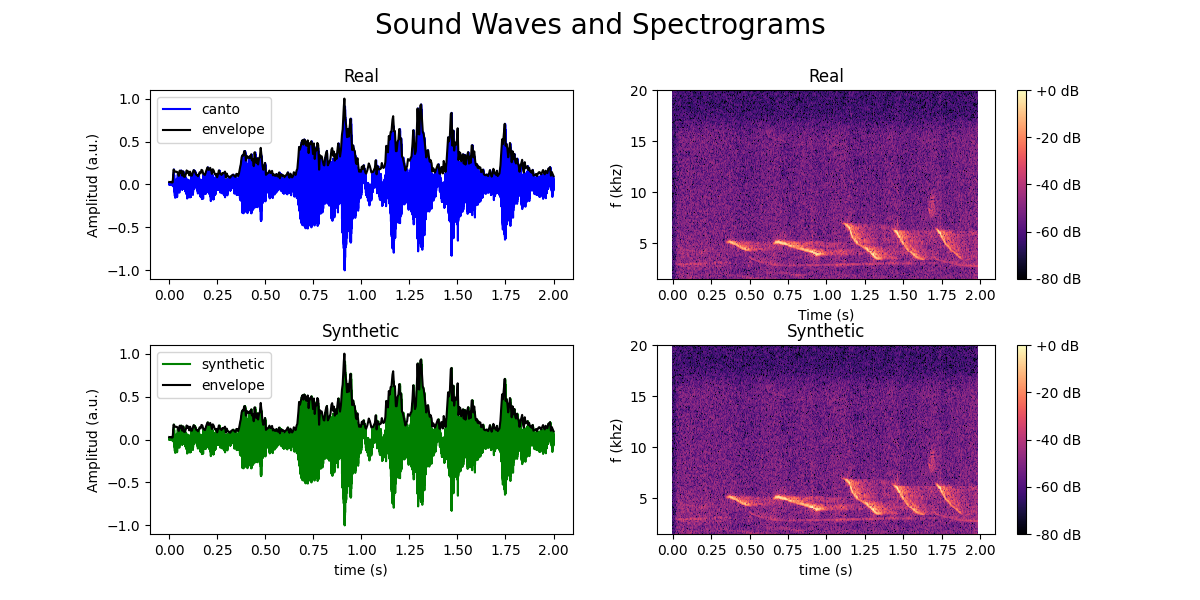 Sound Waves and Spectrograms
Real
canto
envelope
Amplitud (a.u.)
1.0
0.5
0.0
−0.5
−1.0
0.00 0.25 0.50 0.75 1.00 1.25 1.50 1.75 2.00
Real
f (khz)
20
15
10
5
0.00 0.25 0.50 0.75 1.00 1.25 1.50 1.75 2.00
Time (s)
+0 dB
-20 dB
-40 dB
-60 dB
-80 dB
Synthetic
synthetic
envelope
Amplitud (a.u.)
1.0
0.5
0.0
−0.5
−1.0
0.00 0.25 0.50 0.75 1.00 1.25 1.50 1.75 2.00
time (s)
Synthetic
f (khz)
20
15
10
5
0.00 0.25 0.50 0.75 1.00 1.25 1.50 1.75 2.00
time (s)
+0 dB
-20 dB
-40 dB
-60 dB
-80 dB